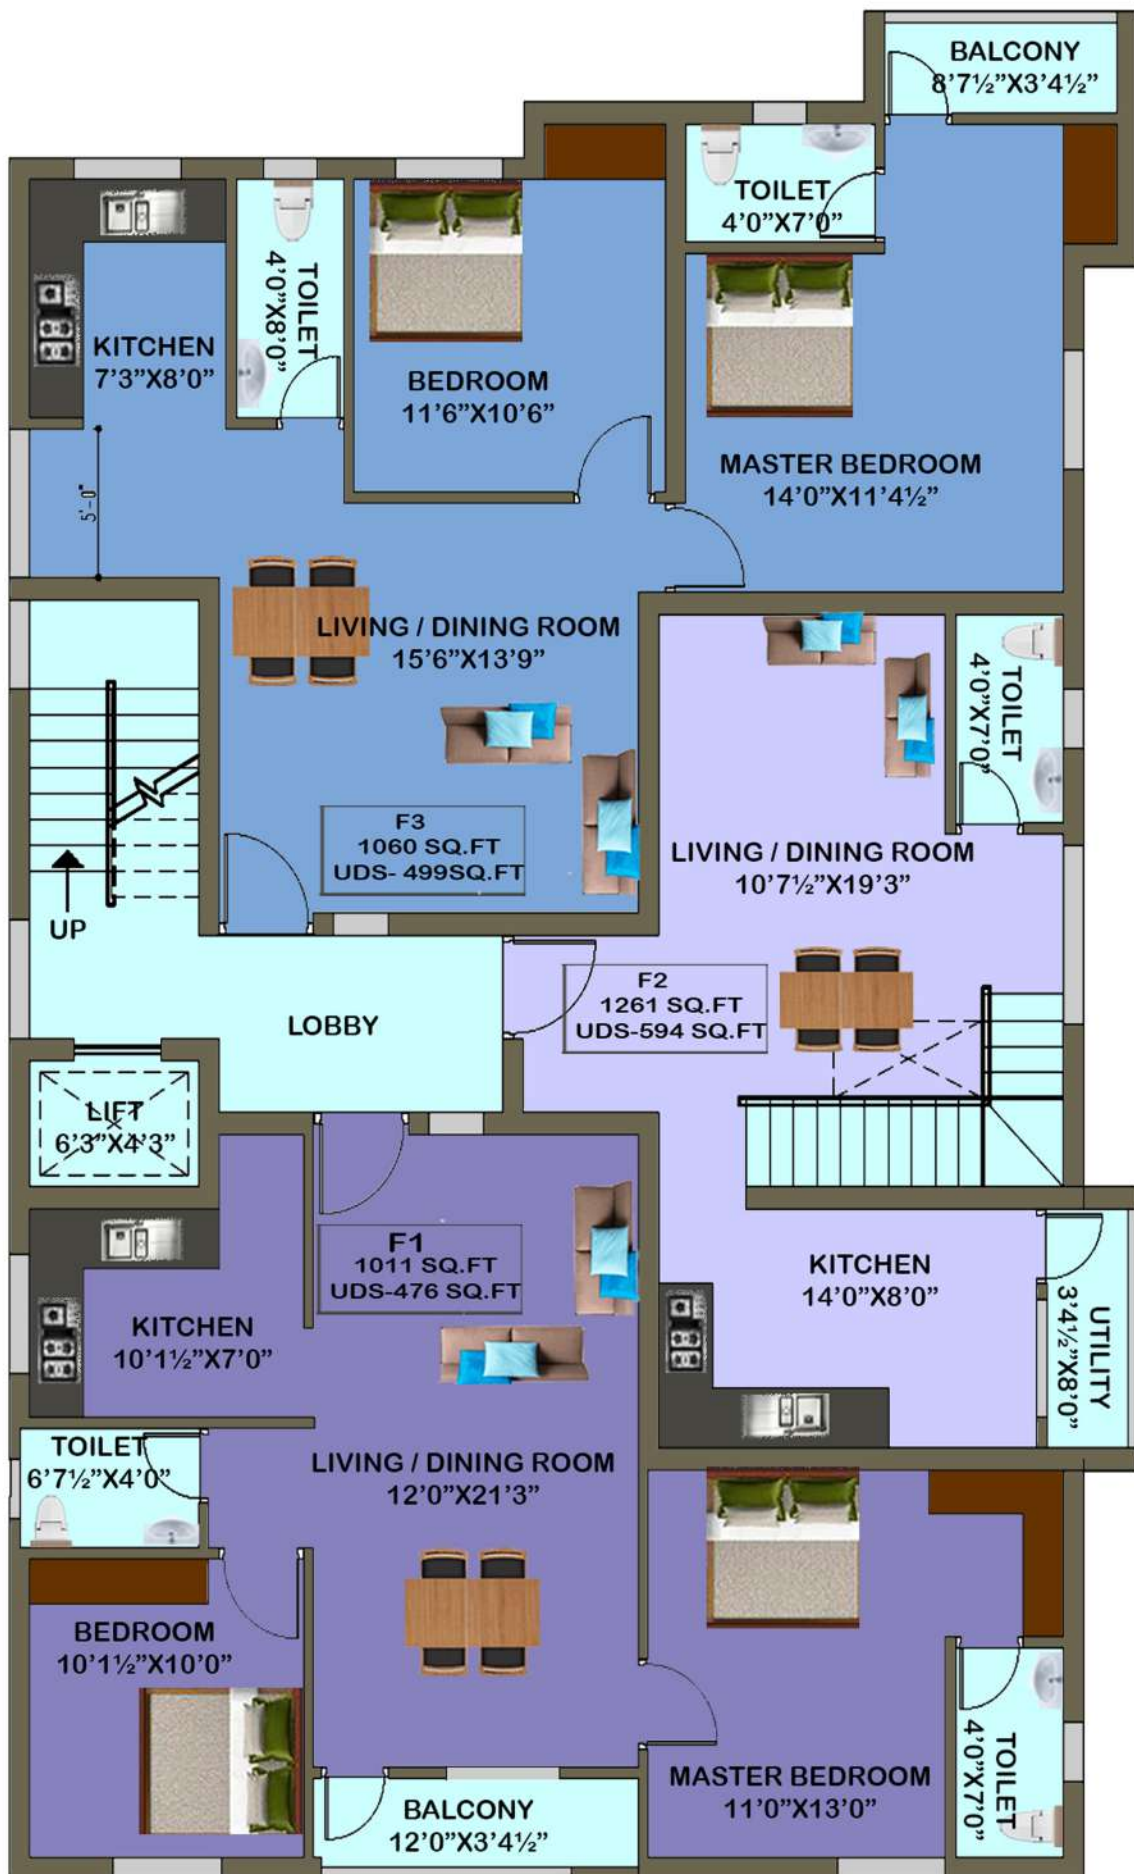 BALCONY
8’7½”X3’4½”
TOILET
4’0”X7’0”
TOILET
4’0”X8’0”
KITCHEN
7’3”X8’0”
BEDROOM
11’6”X10’6”
MASTER BEDROOM
14’0”X11’4½”
5'-0"
LIVING / DINING ROOM
15’6”X13’9”
TOILET
4’0”X7’0”
F3
1060 SQ.FT
UDS- 499SQ.FT
LIVING / DINING ROOM
10’7½”X19’3”
UP
F2
1261 SQ.FT
UDS-594 SQ.FT
LOBBY
LIFT
6’3”X4’3”
F1
1011 SQ.FT
UDS-476 SQ.FT
KITCHEN
14’0”X8’0”
UTILITY
3’4½”X8’0”
KITCHEN
10’1½”X7’0”
TOILET
6’7½”X4’0”
LIVING / DINING ROOM
12’0”X21’3”
BEDROOM
10’1½”X10’0”
MASTER BEDROOM
11’0”X13’0”
TOILET
4’0”X7’0”
BALCONY
12’0”X3’4½”